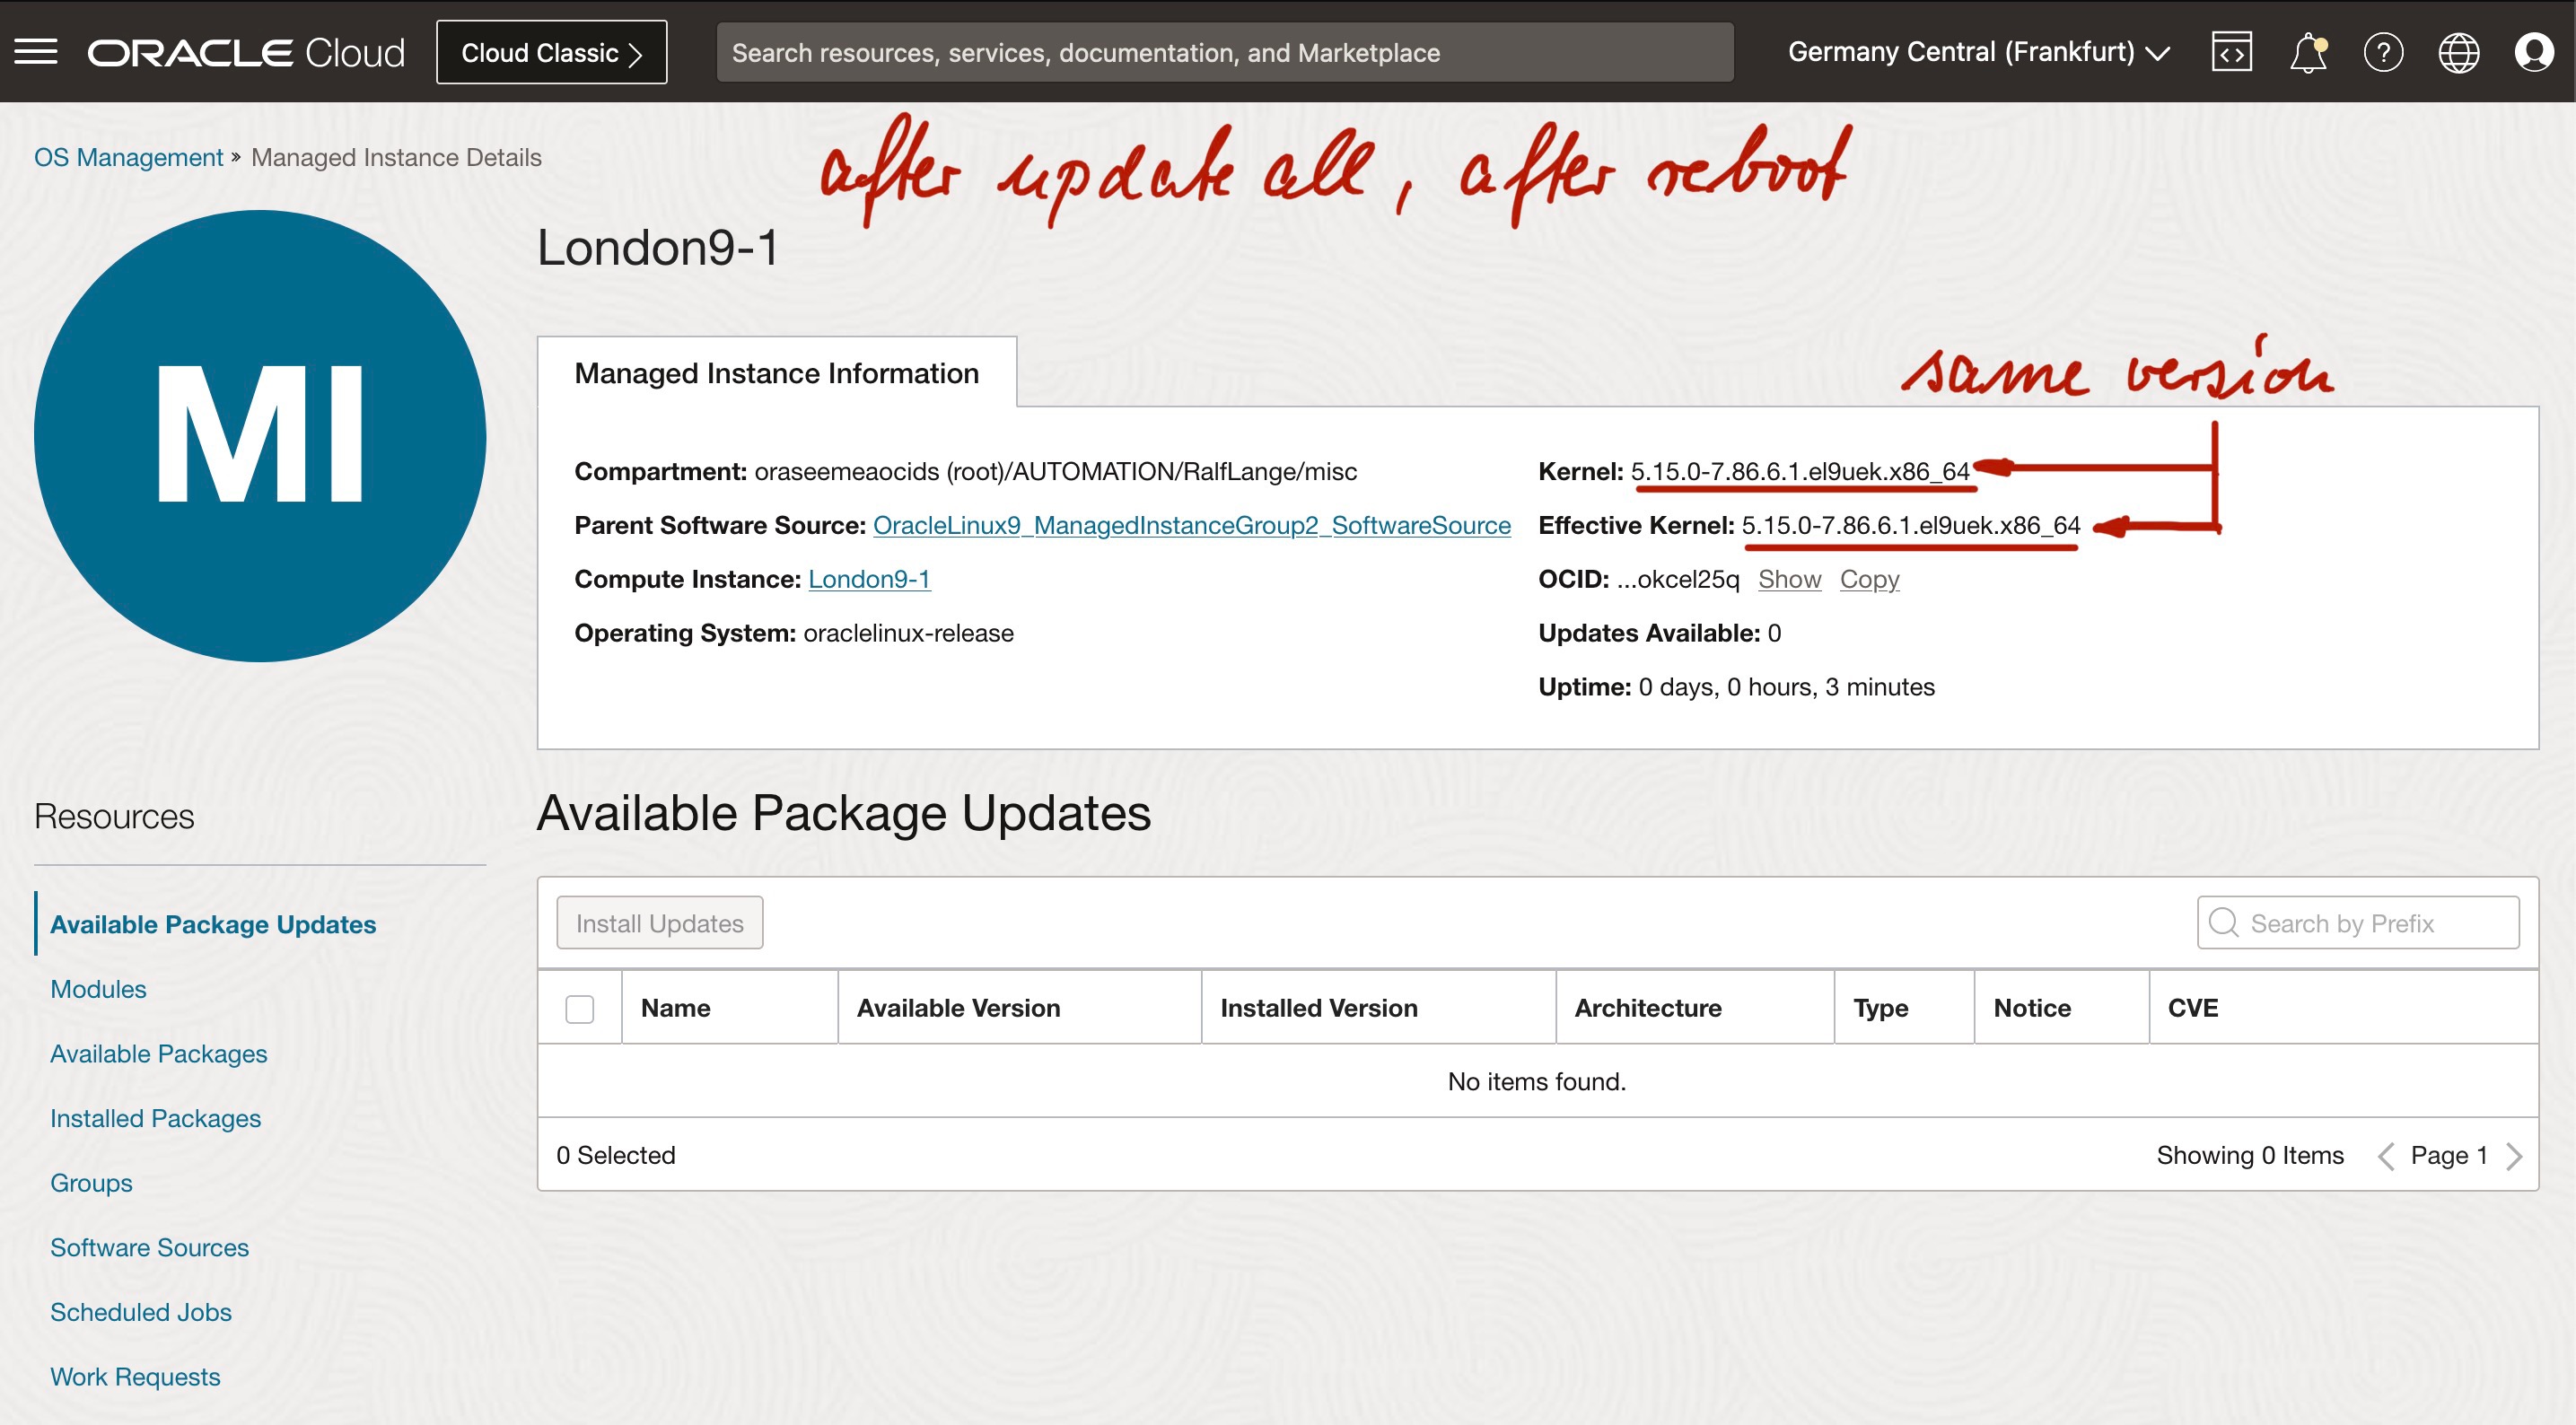 ORACLE Cloud
Cloud Classic
Search resources, services, documentation, and Marketplace
Germany Central (Frankfurt)
OS Management » Managed Instance Details
after update all, after reboot
MI
London9-1
Managed Instance Information
same version
Compartment: oraseemeaocids (root)/AUTOMATION/RalfLange/misc
Parent Software Source: OracleLinux9_ManagedInstanceGroup2_SoftwareSource
Compute Instance: London9-1
Operating System: oraclelinux-release
Kernel: 5.15.0-7.86.6.1.el9uek.x86_64
Effective Kernel: 5.15.0-7.86.6.1.el9uek.x86_64
OCID: ...okcel25q Show Copy
Updates Available: 0
Uptime: 0 days, 0 hours, 3 minutes
Resources
Available Package Updates
Modules
Available Packages
Installed Packages
Groups
Software Sources
Scheduled Jobs
Work Requests
Available Package Updates
Install Updates
Search by Prefix
Name Available Version Installed Version Architecture Type Notice CVE
No items found.
0 Selected
Showing 0 Items
Page 1